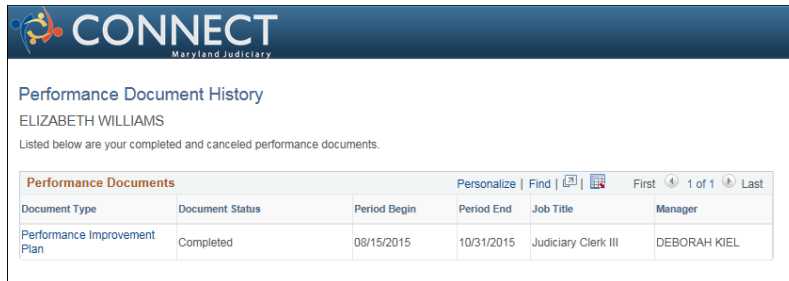 CONNECT
Maryland Judiciary
Performance Document History
ELIZABETH WILLIAMS
Listed below are your completed and canceled performance documents.
Performance Documents Personalize | Find | | First 1 of 1 Last
Document Type Document Status Period Begin Period End Job Title Manager
Performance Improvement
Plan Completed 08/15/2015 10/31/2015 Judiciary Clerk III DEBORAH KIEL